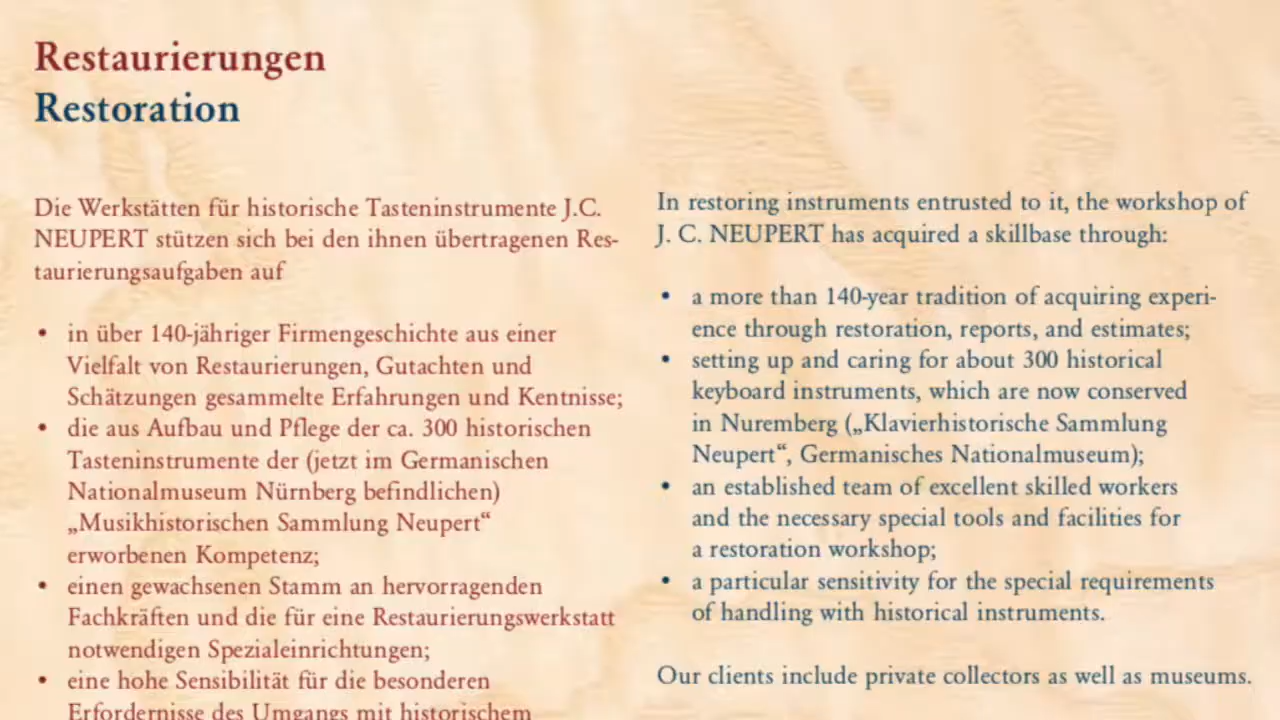 Restaurierungen
Restoration
Die Werkstätten für historische Tasteninstrumente J.C.
NEUPERT stützen sich bei den ihnen übertragenen Res-
taurierungsaufgaben auf
• in über 140-jähriger Firmengeschichte aus einer
Vielfalt von Restaurierungen, Gutachten und
Schätzungen gesammelte Erfahrungen und Kentnisse;
• die aus Aufbau und Pflege der ca. 300 historischen
Tasteninstrumente der (jetzt im Germanischen
Nationalmuseum Nürnberg befindlichen)
„Musikhistorischen Sammlung Neupert“
erworbenen Kompetenz;
• einen gewachsenen Stamm an hervorragenden
Fachkräften und die für eine Restaurierungswerkstatt
notwendigen Spezialeinrichtungen;
• eine hohe Sensibilität für die besonderen
Erfordernisse des Umgangs mit historischem
In restoring instruments entrusted to it, the workshop of
J. C. NEUPERT has acquired a skillbase through:
• a more than 140-year tradition of acquiring experi-
ence through restoration, reports, and estimates;
• setting up and caring for about 300 historical
keyboard instruments, which are now conserved
in Nuremberg („Klavierhistorische Sammlung
Neupert“, Germanisches Nationalmuseum);
• an established team of excellent skilled workers
and the necessary special tools and facilities for
a restoration workshop;
• a particular sensitivity for the special requirements
of handling with historical instruments.
Our clients include private collectors as well as museums.